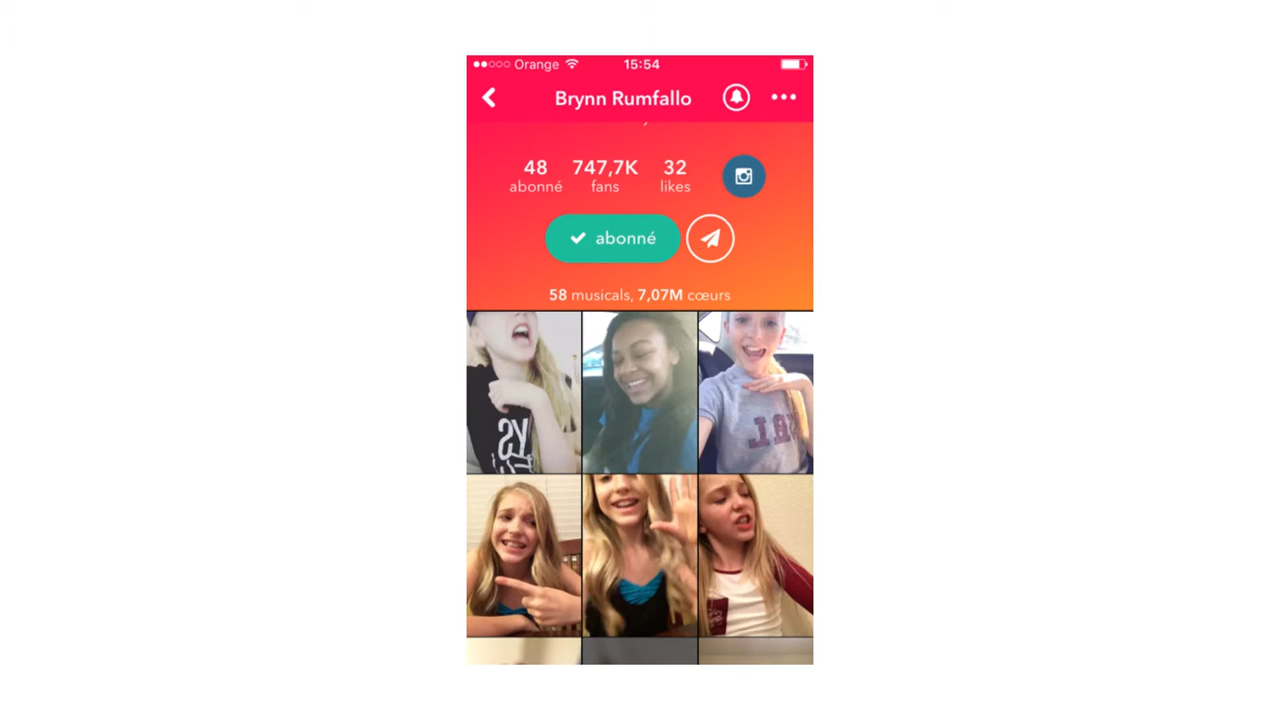 Orange 15:54
Brynn Rumfallo
48 747,7K 32
abonné fans likes
abonné
58 musicals, 7,07M cœurs